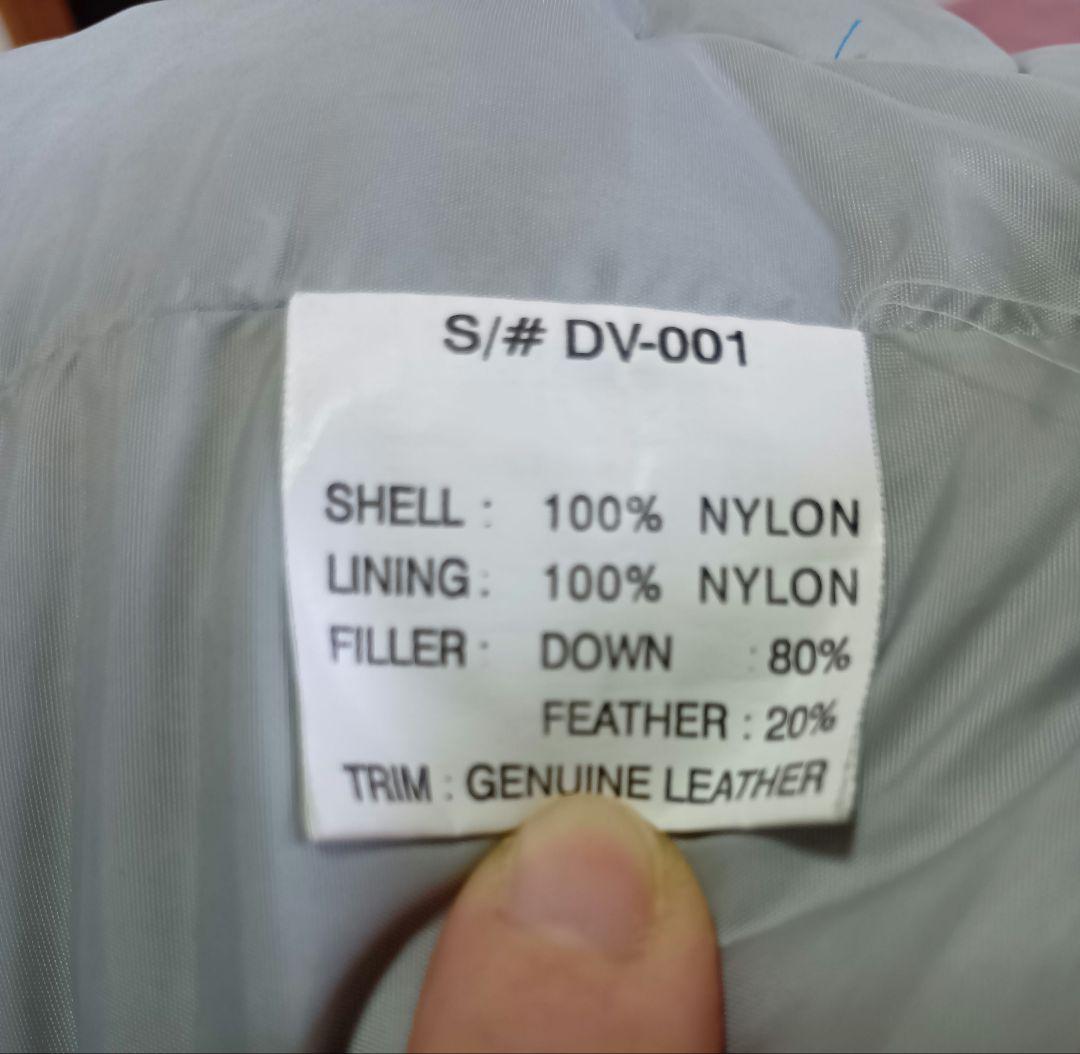 S/# DV-001
SHELL : 100% NYLON
LINING : 100% NYLON
FILLER : DOWN : 80%
FEATHER : 20%
TRIM : GENUINE LEATHER